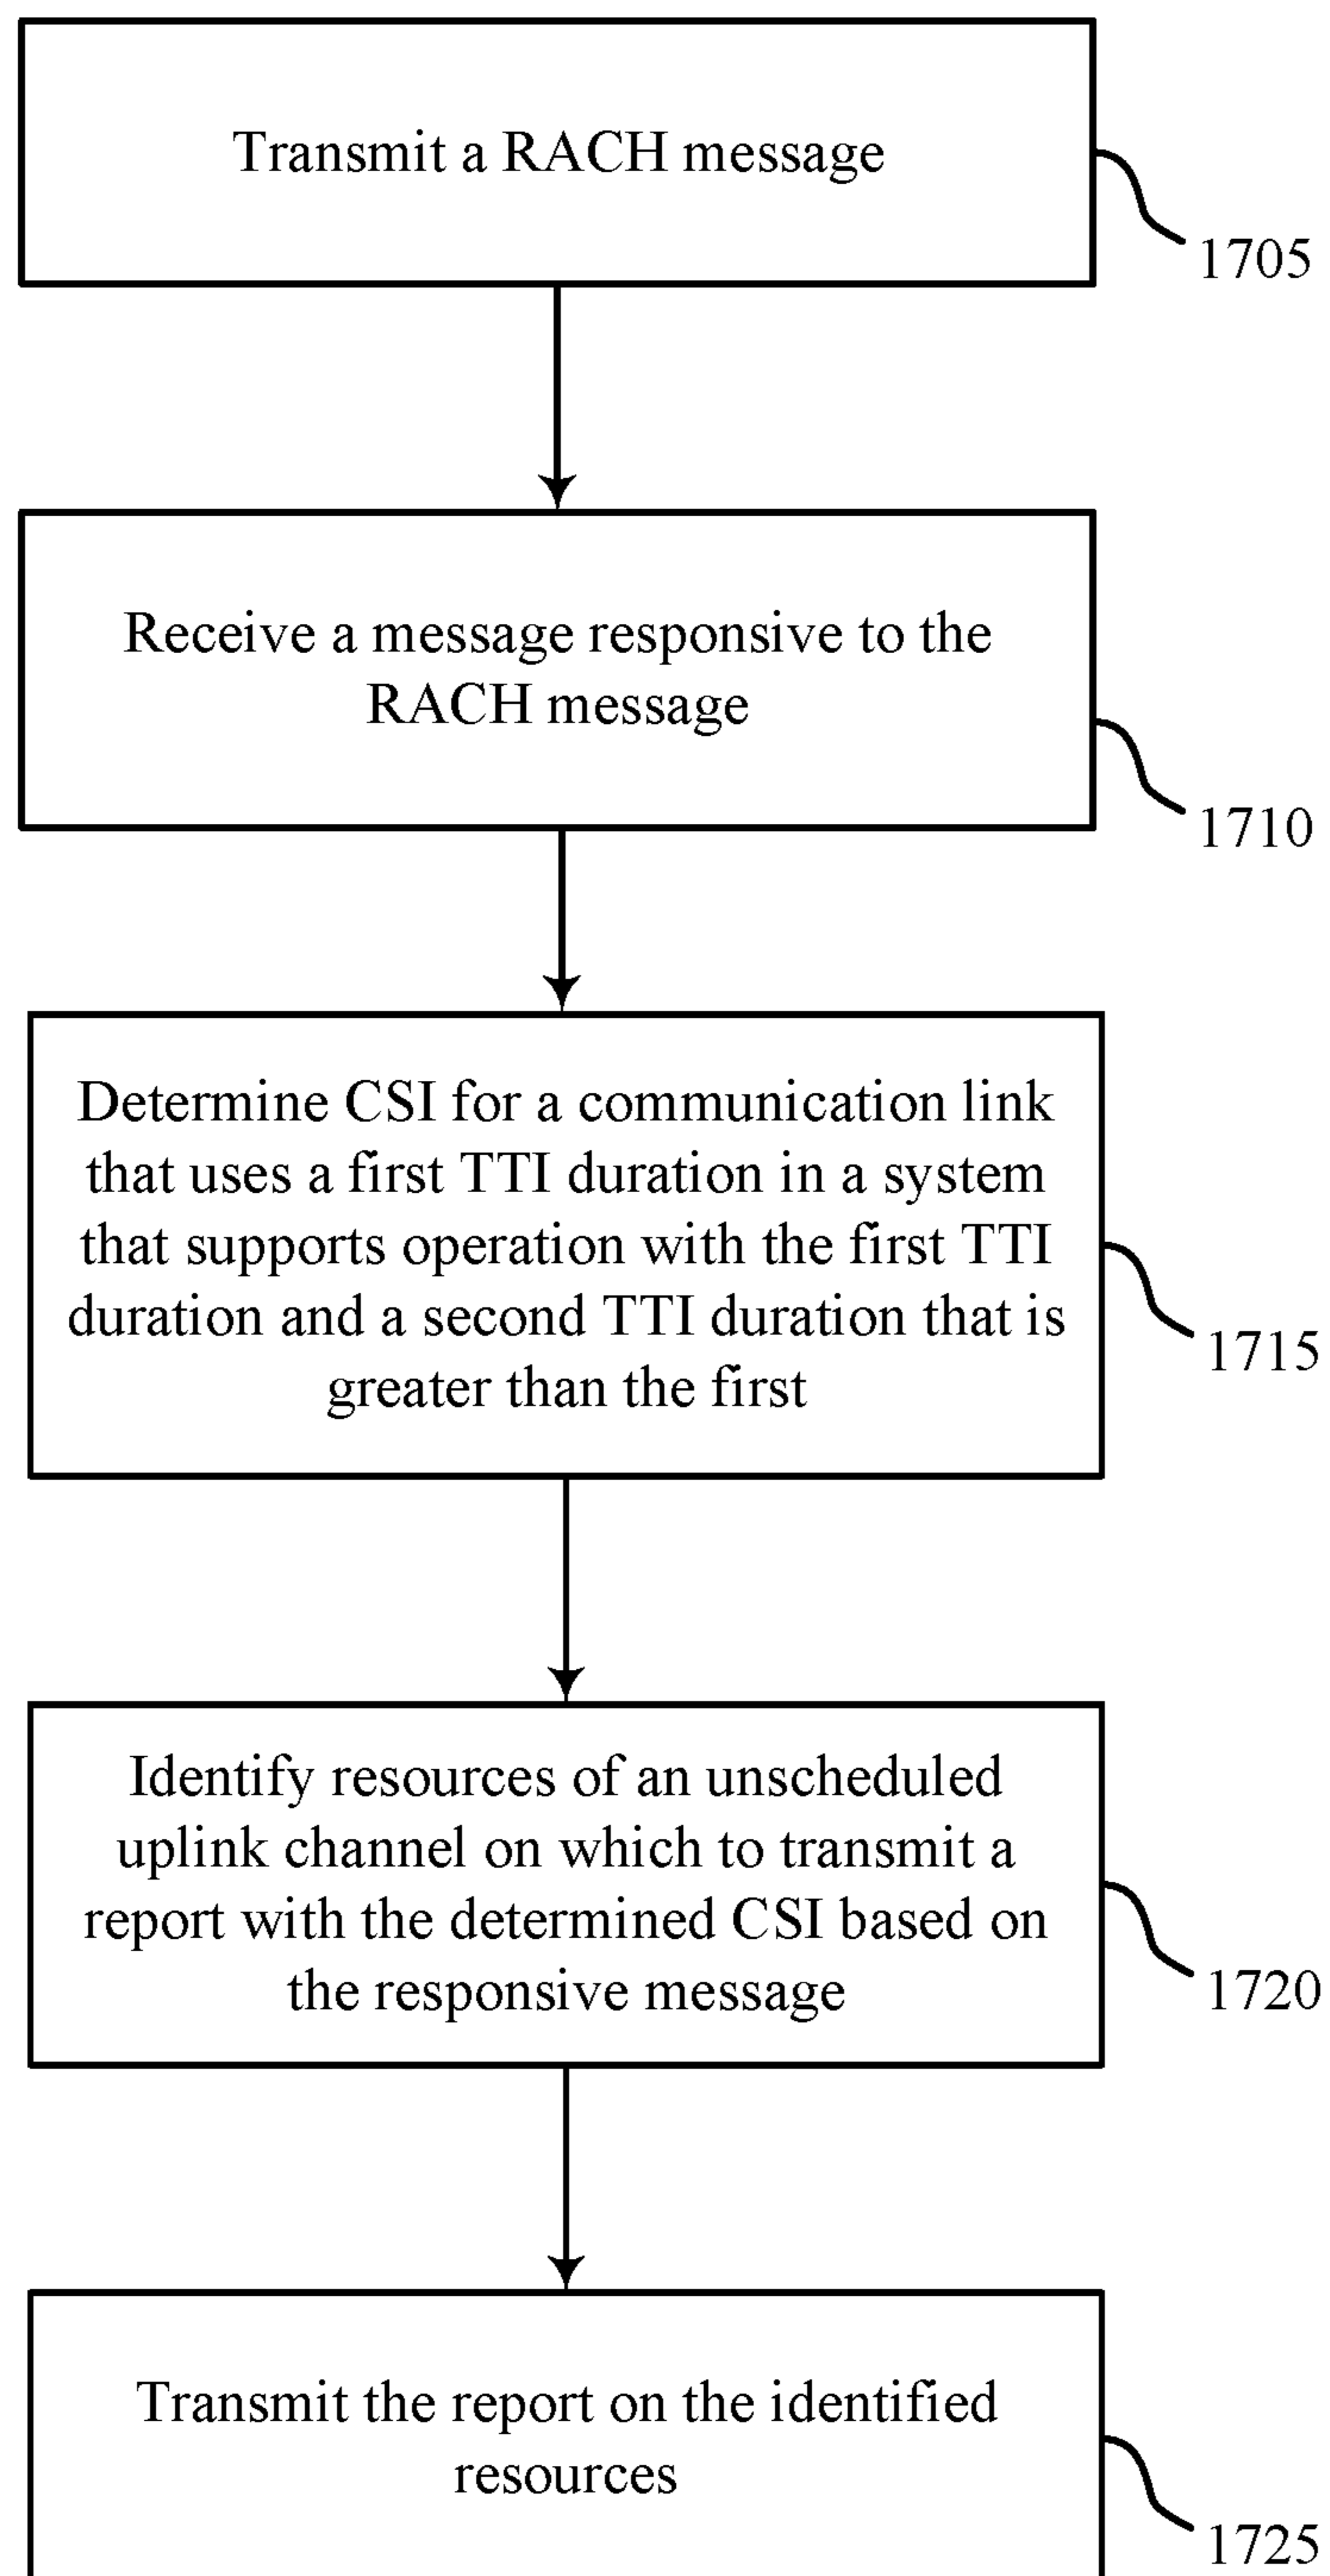 Transmit a RACH message
1705
Receive a message responsive to the
RACH message
1710
Determine CSI for a communication link
that uses a first TTI duration in a system
that supports operation with the first TTI
duration and a second TTI duration that is
greater than the first
1715
Identify resources of an unscheduled
uplink channel on which to transmit a
report with the determined CSI based on
the responsive message
1720
Transmit the report on the identified
resources
1725